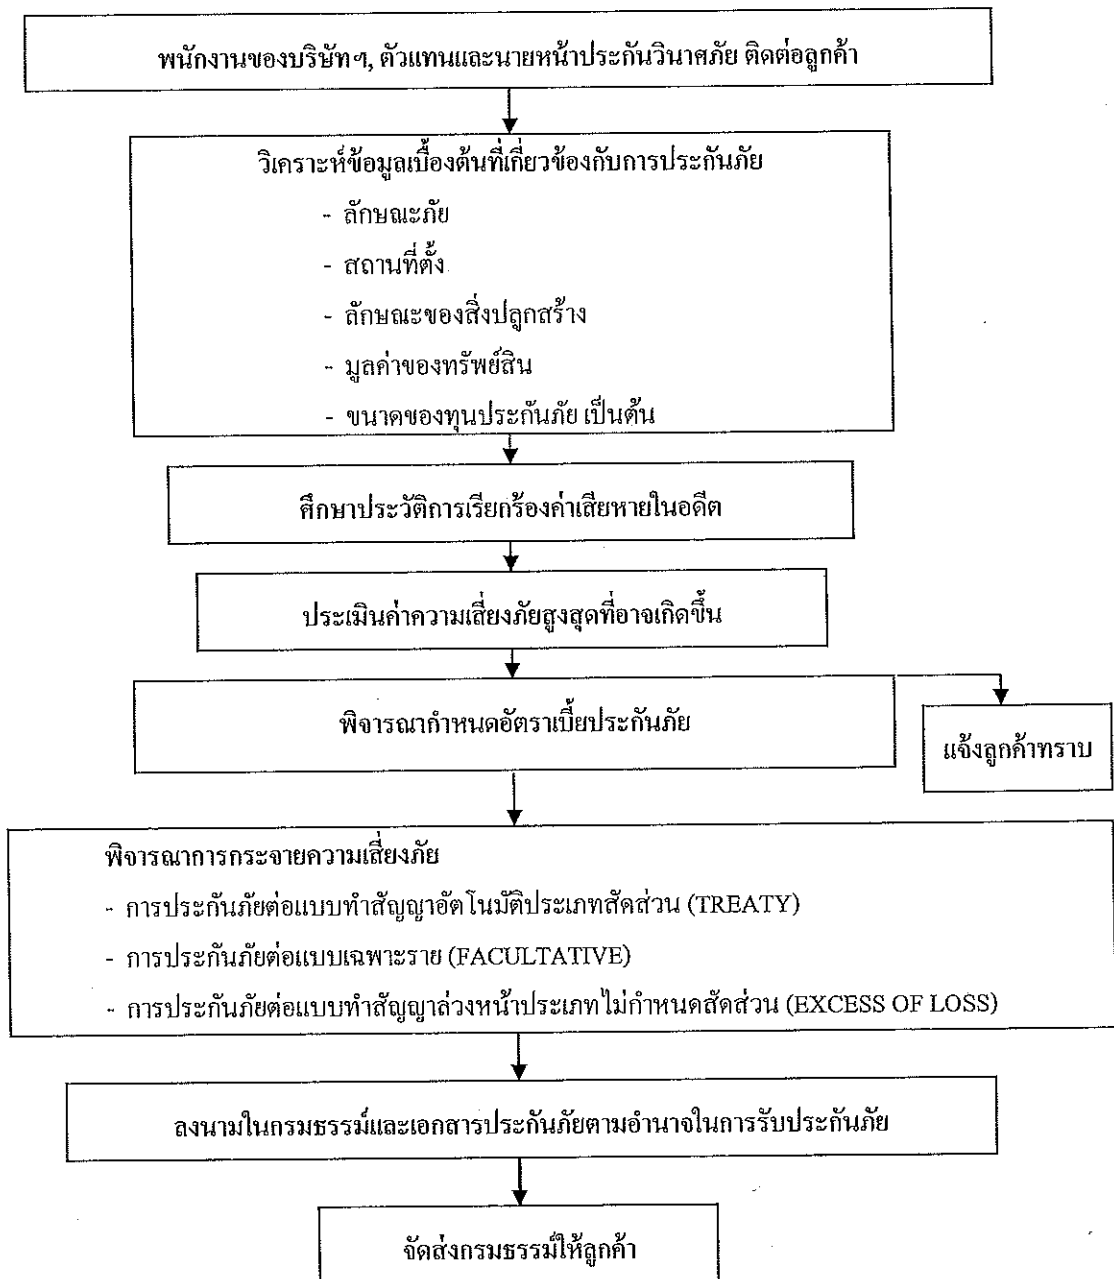 พนักงานของบริษัทฯ, ตัวแทนและนายหน้าประกันวินาศภัย ติดต่อลูกค้า
วิเคราะห์ข้อมูลเบื้องต้นที่เกี่ยวข้องกับการประกันภัย
- ลักษณะภัย
- สถานที่ตั้ง
- ลักษณะของสิ่งปลูกสร้าง
- มูลค่าของทรัพย์สิน
- ขนาดของทุนประกันภัย เป็นต้น
ศึกษาประวัติการเรียกร้องค่าเสียหายในอดีต
ประเมินค่าความเสี่ยงภัยสูงสุดที่อาจเกิดขึ้น
พิจารณากำหนดอัตราเบี้ยประกันภัย
แจ้งลูกค้าทราบ
พิจารณาการกระจายความเสี่ยงภัย
- การประกันภัยต่อแบบทำสัญญาอัตโนมัติประเภทสัดส่วน (TREATY)
- การประกันภัยต่อแบบเฉพาะราย (FACULTATIVE)
- การประกันภัยต่อแบบทำสัญญาล่วงหน้าประเภทไม่กำหนดสัดส่วน (EXCESS OF LOSS)
ลงนามในกรมธรรม์และเอกสารประกันภัยตามอำนาจในการรับประกันภัย
จัดส่งกรมธรรม์ให้ลูกค้า